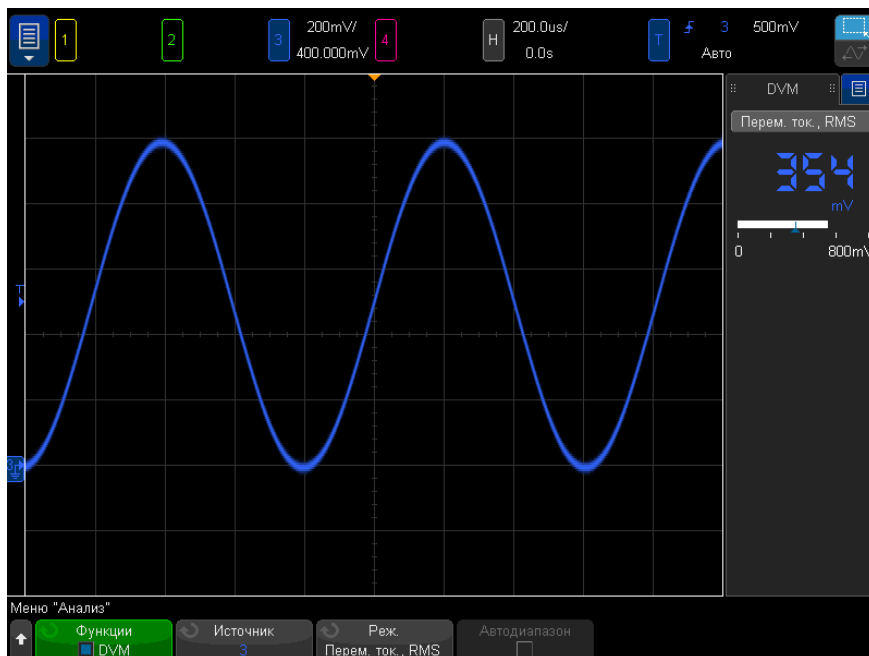 1
2
3
200mV/
400.000mV
4
H
200.0us/
0.0s
T
3
500mV
Авто
DVM
Перем. ток., RMS
354
mV
0
800mV
T
3
Меню "Анализ"
Функции
DVM
Источник
3
Реж.
Перем. ток., RMS
Автодиапазон